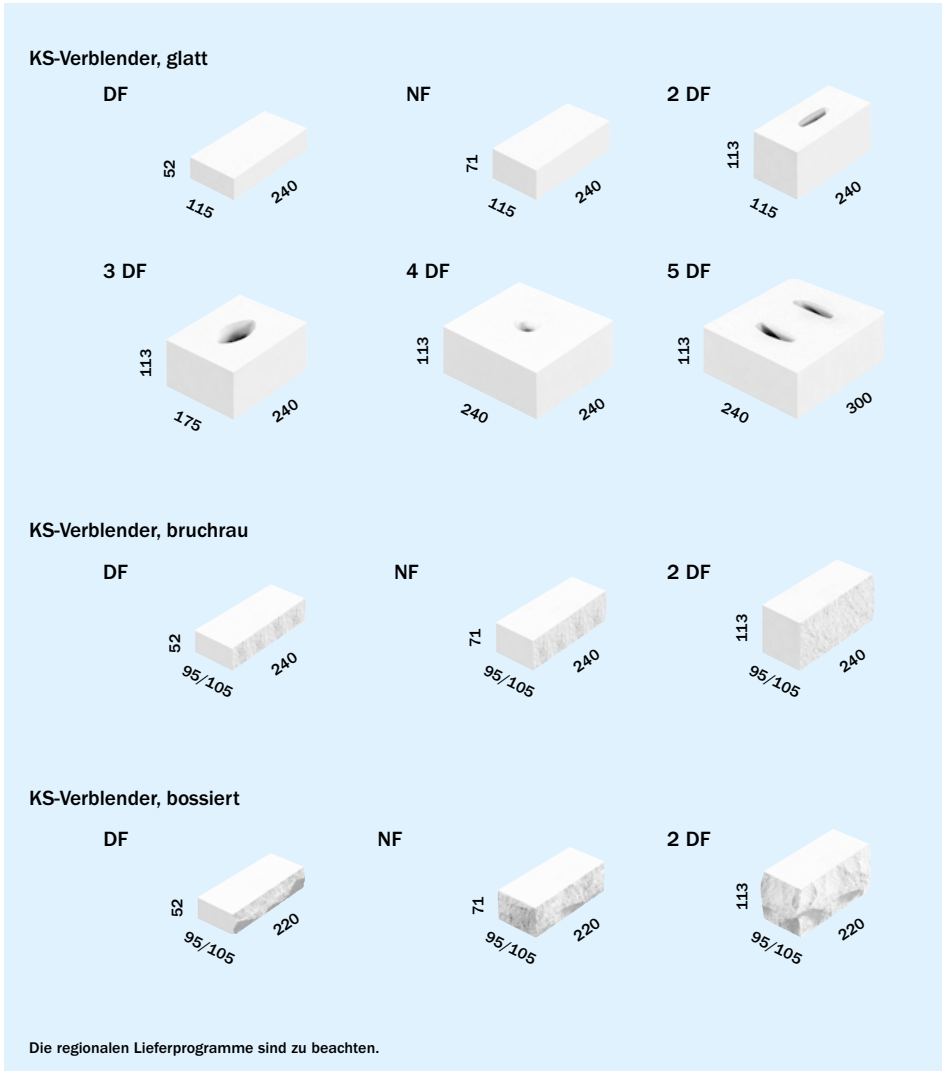 KS-Verblender, glatt
DF
NF
2 DF
52
115
240
71
115
240
113
115
240
3 DF
4 DF
5 DF
113
175
240
113
240
240
113
240
300
KS-Verblender, bruchrau
DF
NF
2 DF
52
95/105
240
71
95/105
240
113
95/105
240
KS-Verblender, bossiert
DF
NF
2 DF
52
95/105
220
71
95/105
220
113
95/105
220
Die regionalen Lieferprogramme sind zu beachten.